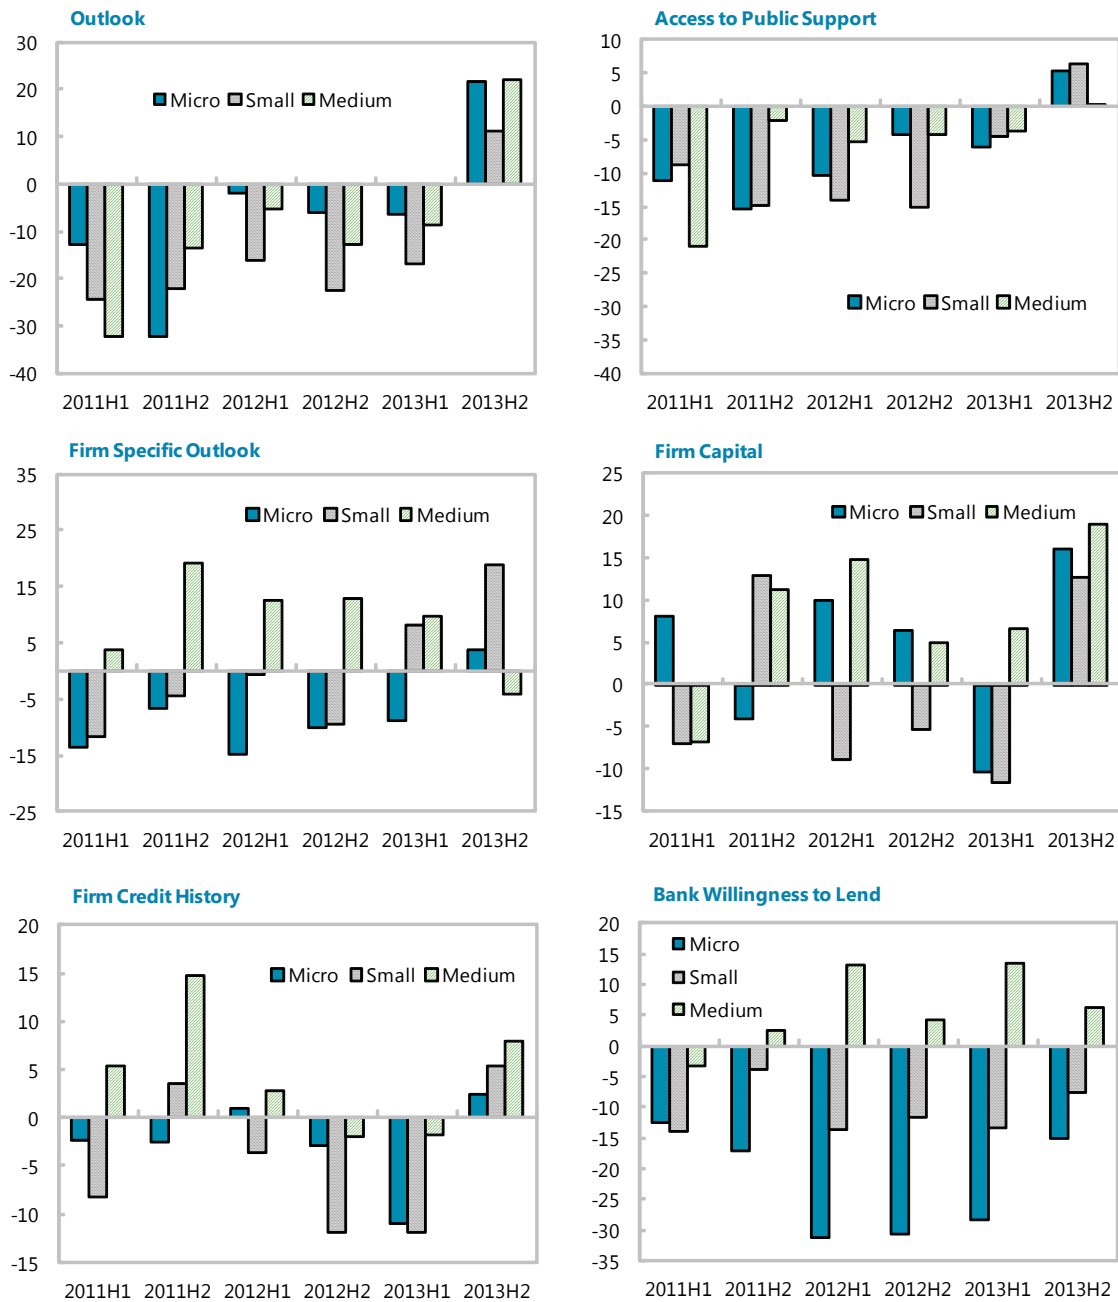 Outlook
30
20
10
0
-10
-20
-30
-40
Micro Small Medium
2011H1 2011H2 2012H1 2012H2 2013H1 2013H2
Access to Public Support
10
5
0
-5
-10
-15
-20
-25
-30
-35
-40
Micro Small Medium
2011H1 2011H2 2012H1 2012H2 2013H1 2013H2
Firm Specific Outlook
35
25
15
5
-5
-15
-25
Micro Small Medium
2011H1 2011H2 2012H1 2012H2 2013H1 2013H2
Firm Capital
25
20
15
10
5
0
-5
-10
-15
Micro Small Medium
2011H1 2011H2 2012H1 2012H2 2013H1 2013H2
Firm Credit History
20
15
10
5
0
-5
-10
-15
Micro Small Medium
2011H1 2011H2 2012H1 2012H2 2013H1 2013H2
Bank Willingness to Lend
20
15
10
5
0
-5
-10
-15
-20
-25
-30
-35
Micro
Small
Medium
2011H1 2011H2 2012H1 2012H2 2013H1 2013H2